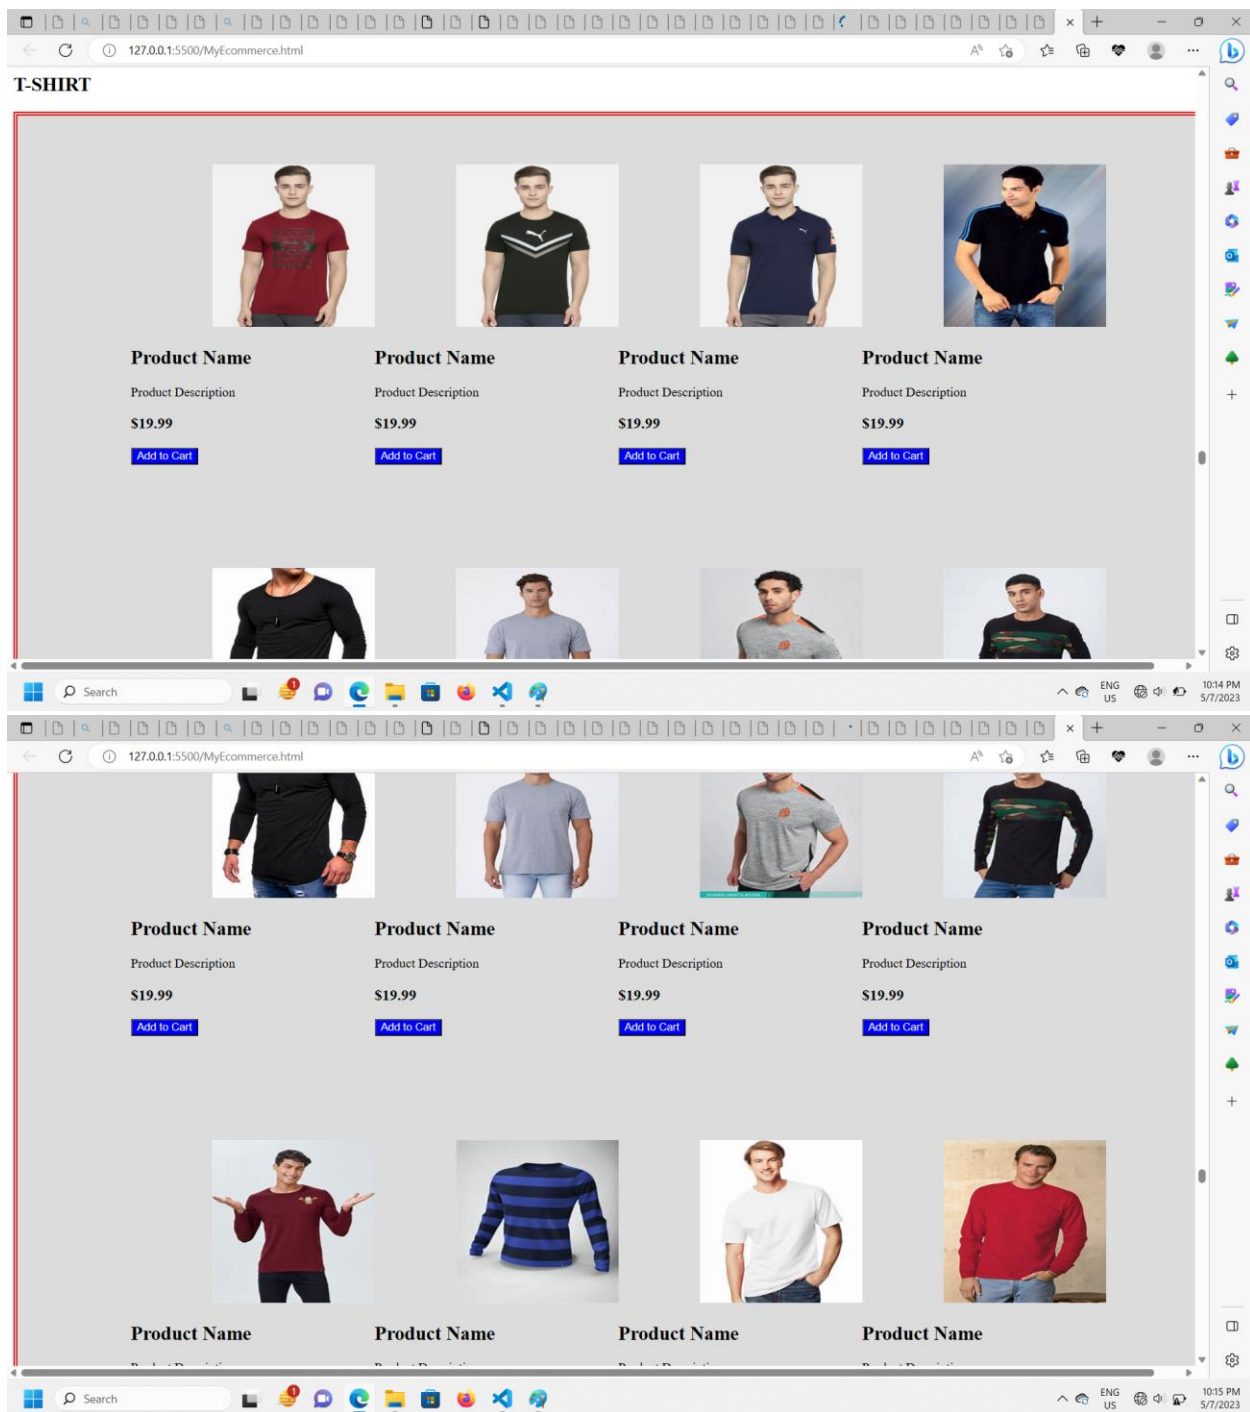 127.0.0.1:5500/MyEcommerce.html
T-SHIRT
Product Name Product Name Product Name Product Name
Product Description Product Description Product Description Product Description
$19.99 $19.99 $19.99 $19.99
Add to Cart Add to Cart Add to Cart Add to Cart
Search
1
ENG
US
10:14 PM
5/7/2023
127.0.0.1:5500/MyEcommerce.html
Product Name Product Name Product Name Product Name
Product Description Product Description Product Description Product Description
$19.99 $19.99 $19.99 $19.99
Add to Cart Add to Cart Add to Cart Add to Cart
Product Name Product Name Product Name Product Name
Search
1
ENG
US
10:15 PM
5/7/2023